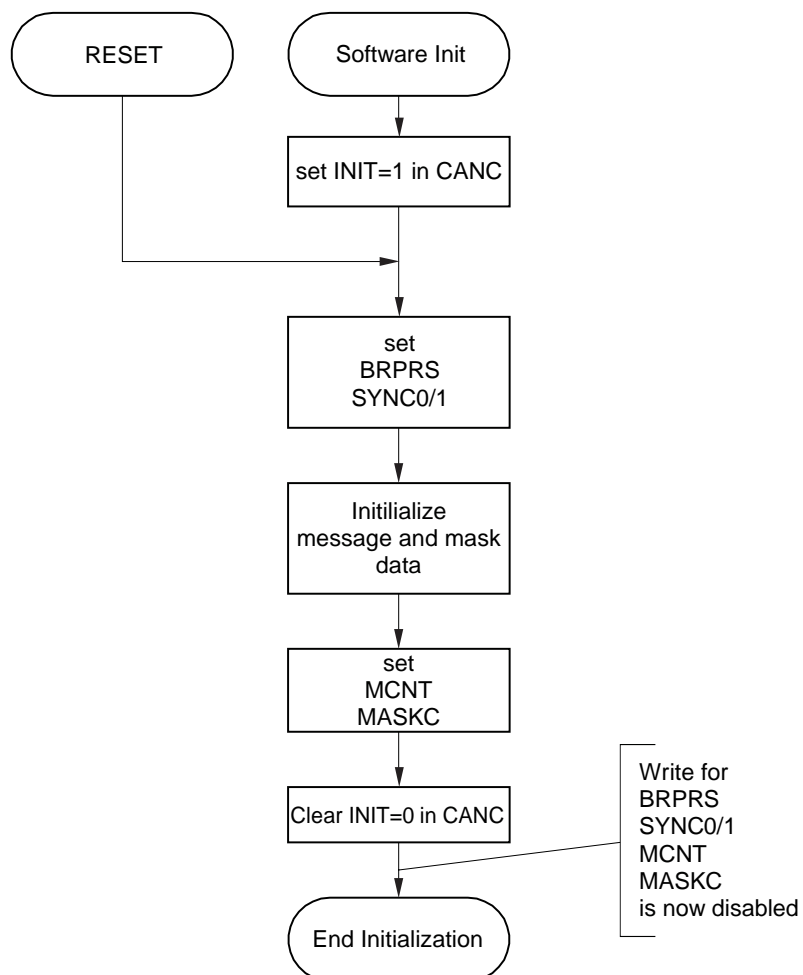 RESET
Software Init
set INIT=1 in CANC
set
BRPRS
SYNC0/1
Initilialize
message and mask
data
set
MCNT
MASKC
Clear INIT=0 in CANC
Write for
BRPRS
SYNC0/1
MCNT
MASKC
is now disabled
End Initialization